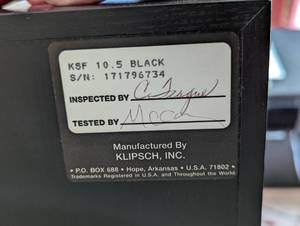 KSF 10.5 BLACK
S/N: 171796734
INSPECTED BY
TESTED BY
Manufactured By
KLIPSCH, INC.
• P.O. BOX 688 • Hope, Arkansas • U.S.A. 71802 •
Trademarks Registered in U.S.A. and Throughout the World